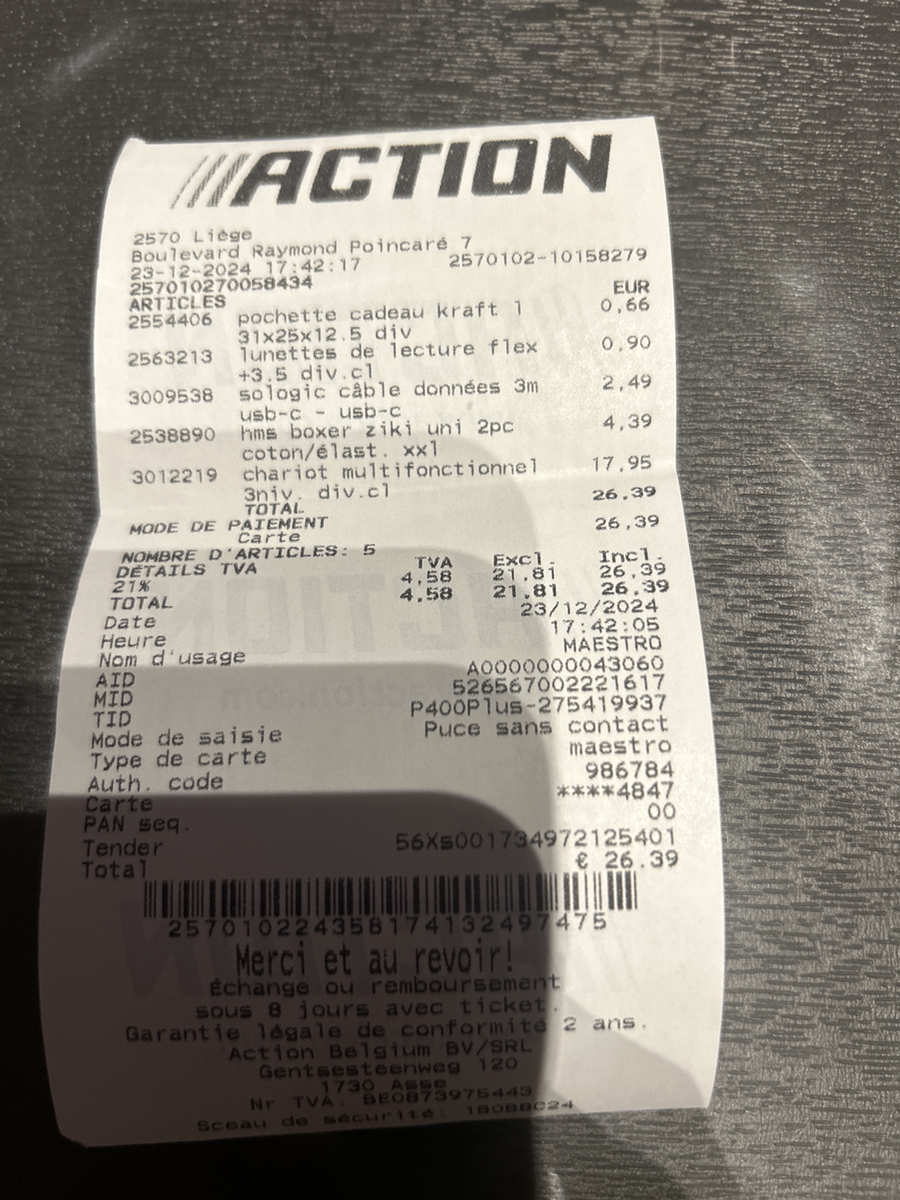 ///ACTION
2570 Liège
Boulevard Raymond Poincaré 7
23-12-2024 17:42:17 2570102-10158279
257010270058434
ARTICLES EUR
2554406 pochette cadeau kraft l 0,66
31x25x12.5 div
2563213 lunettes de lecture flex 0,90
+3.5 div.cl
3009538 sologic câble données 3m 2,49
usb-c - usb-c
2538890 hms boxer ziki uni 2pc 4,39
coton/élast. xxl
3012219 chariot multifonctionnel 17,95
3niv. div.cl
TOTAL 26,39
MODE DE PAIEMENT
Carte 26,39
NOMBRE D'ARTICLES: 5
DÉTAILS TVA TVA Excl. Incl.
21% 4,58 21,81 26,39
TOTAL 4,58 21,81 26,39
Date 23/12/2024
Heure 17:42:05
Nom d'usage MAESTRO
AID A0000000043060
MID 526567002221617
TID P400Plus-275419937
Mode de saisie Puce sans contact
Type de carte maestro
Auth. code 986784
Carte ****4847
PAN seq. 00
Tender 56Xs001734972125401
Total € 26.39
257010224358174132497475
Merci et au revoir!
Échange ou remboursement
sous 8 jours avec ticket.
Garantie légale de conformité 2 ans.
Action Belgium BV/SRL
Gentsesteenweg 120
1730 Asse
Nr TVA. BE0873975443
Sceau de sécurité: 1B0B8C24